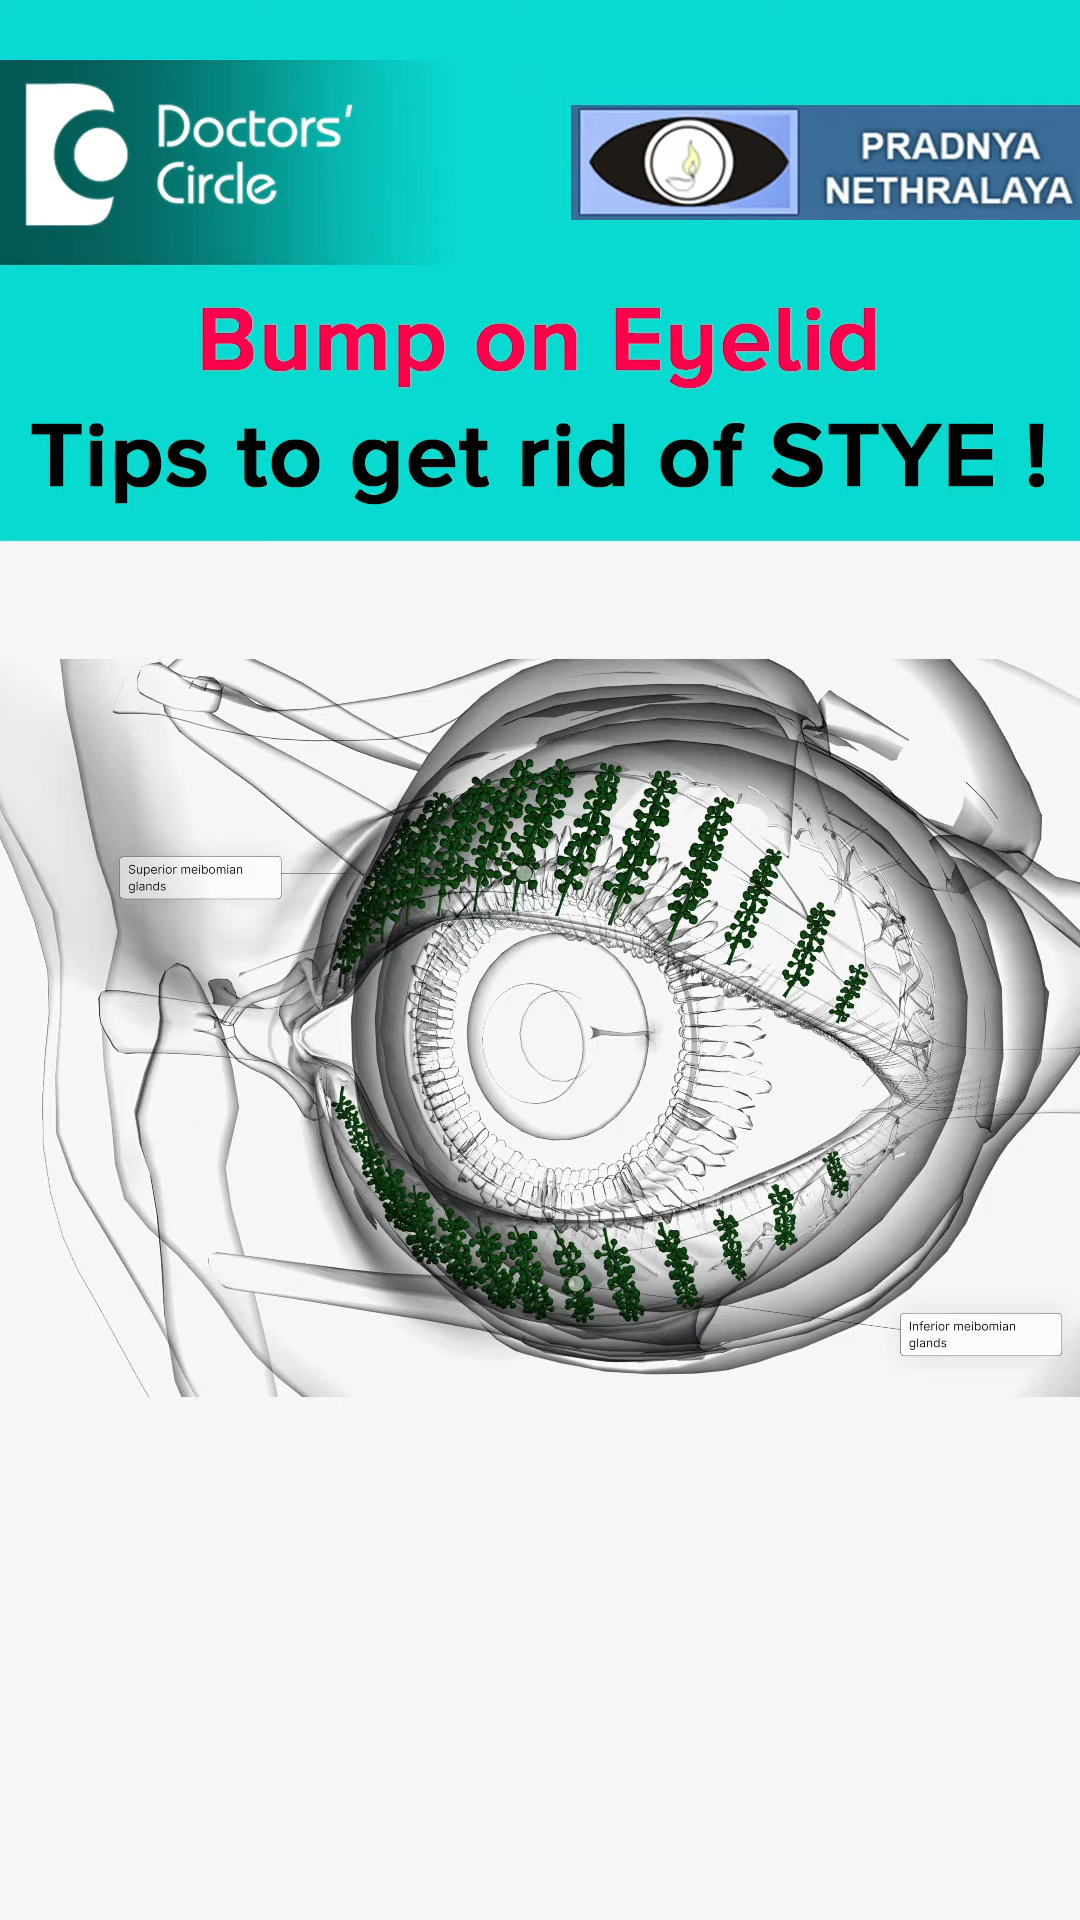 Doctors'
Circle
PRADNYA
NETHRALAYA
Bump on Eyelid
Tips to get rid of STYE !
Superior meibomian
glands
Inferior meibomian
glands